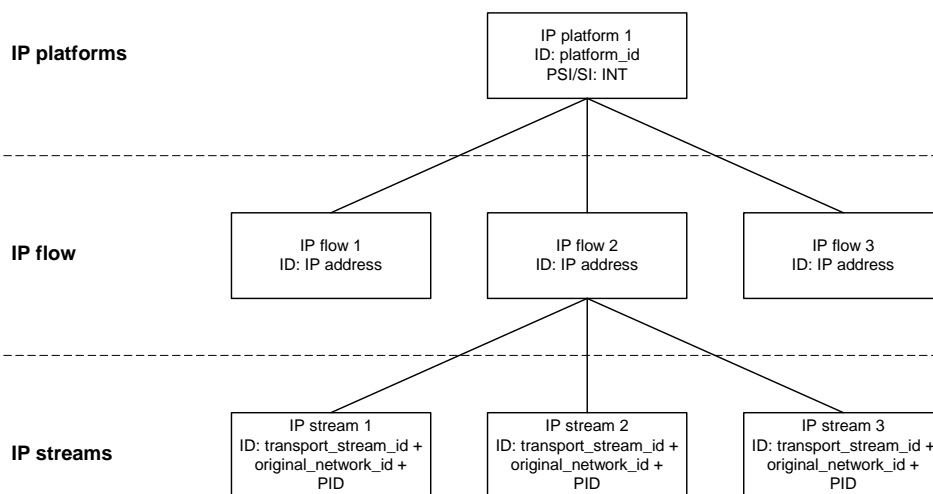 IP platforms
IP platform 1
ID: platform_id
PSI/SI: INT
IP flow
IP flow 1
ID: IP address
IP flow 2
ID: IP address
IP flow 3
ID: IP address
IP streams
IP stream 1
ID: transport_stream_id +
original_network_id +
PID
IP stream 2
ID: transport_stream_id +
original_network_id +
PID
IP stream 3
ID: transport_stream_id +
original_network_id +
PID